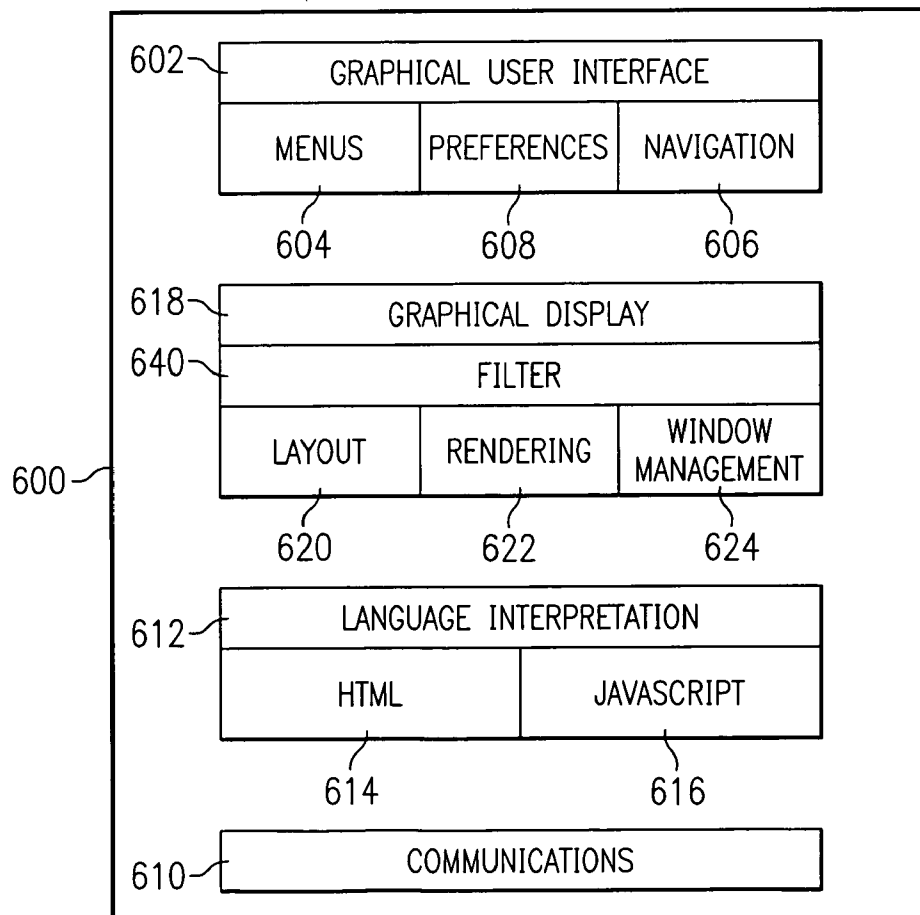 602
GRAPHICAL USER INTERFACE
MENUS
PREFERENCES
NAVIGATION
604
608
606
618
GRAPHICAL DISPLAY
640
FILTER
LAYOUT
RENDERING
WINDOW
MANAGEMENT
600
620
622
624
612
LANGUAGE INTERPRETATION
HTML
JAVASCRIPT
614
616
610
COMMUNICATIONS